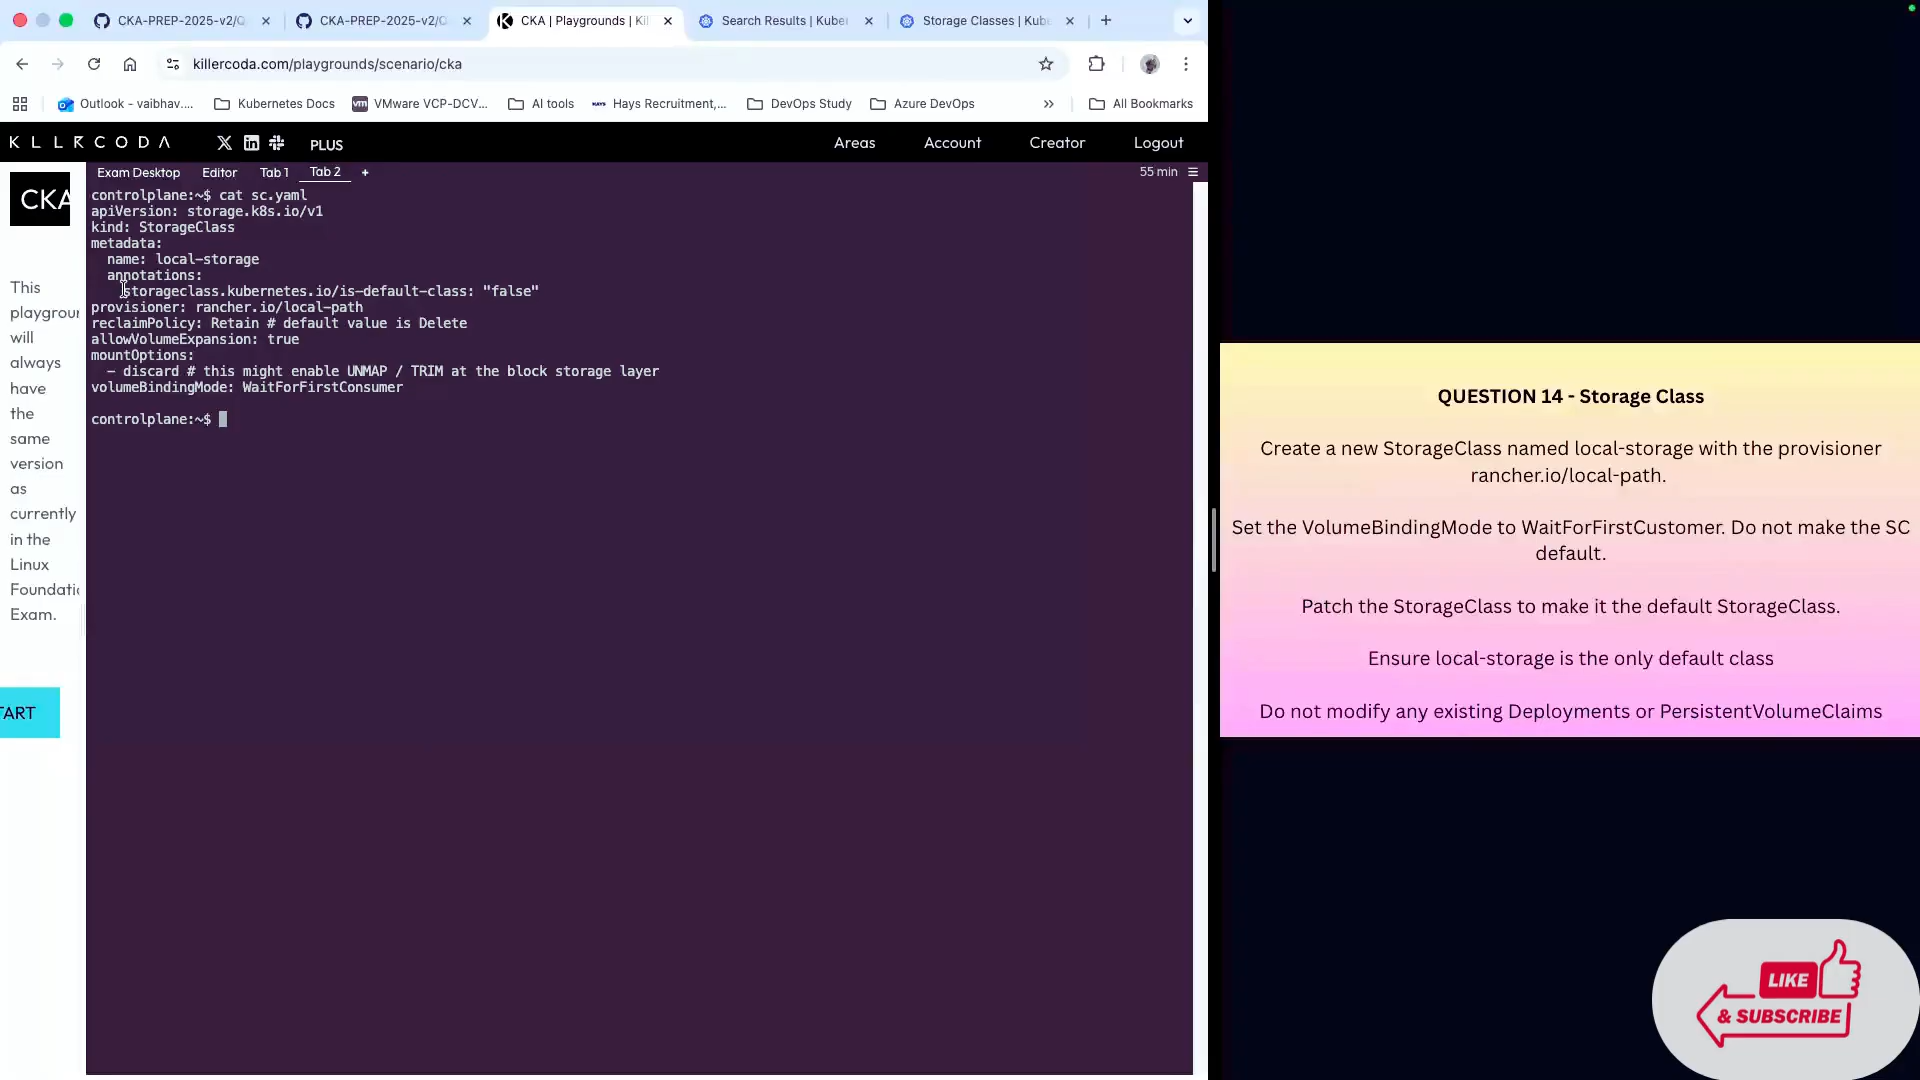 CKA-PREP-2025-v2/Q
CKA-PREP-2025-v2/Q
CKA | Playgrounds | Kil
Search Results | Kuber
Storage Classes | Kub
killercoda.com/playgrounds/scenario/cka
Outlook - vaibhav....
Kubernetes Docs
VMware VCP-DCV...
AI tools
Hays Recruitment,...
DevOps Study
Azure DevOps
All Bookmarks
KLLRCODA
PLUS
Areas
Account
Creator
Logout
Exam Desktop
Editor
Tab 1
Tab 2
+
55 min
CKA
This
playgrou
will
always
have
the
same
version
as
currently
in the
Linux
Foundati
Exam.
TART
controlplane:~$ cat sc.yaml
apiVersion: storage.k8s.io/v1
kind: StorageClass
metadata:
  name: local-storage
  annotations:
    storageclass.kubernetes.io/is-default-class: "false"
provisioner: rancher.io/local-path
reclaimPolicy: Retain # default value is Delete
allowVolumeExpansion: true
mountOptions:
  - discard # this might enable UNMAP / TRIM at the block storage layer
volumeBindingMode: WaitForFirstConsumer
controlplane:~$
QUESTION 14 - Storage Class
Create a new StorageClass named local-storage with the provisioner
rancher.io/local-path.
Set the VolumeBindingMode to WaitForFirstCustomer. Do not make the SC
default.
Patch the StorageClass to make it the default StorageClass.
Ensure local-storage is the only default class
Do not modify any existing Deployments or PersistentVolumeClaims
LIKE
& SUBSCRIBE